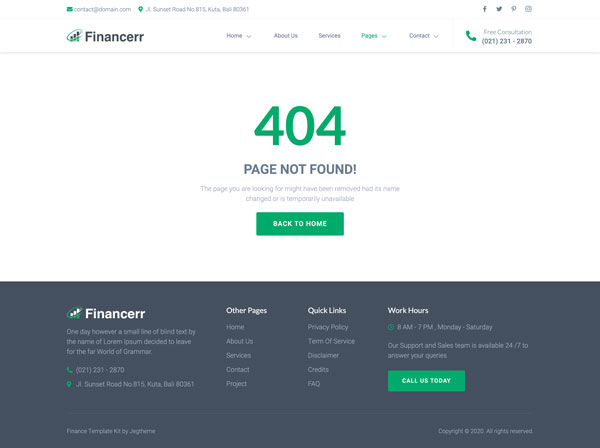 contact@domain.com Jl. Sunset Road No.815, Kuta, Bali 80361
Financerr
Home About Us Services Pages Contact
Free Consultation
(021) 231 - 2870
404
PAGE NOT FOUND!
The page you are looking for might have been removed had its name
changed or is temporarily unavailable
BACK TO HOME
Financerr
One day however a small line of blind text by
the name of Lorem Ipsum decided to leave
for the far World of Grammar.
(021) 231 - 2870
Jl. Sunset Road No.815, Kuta, Bali 80361
Other Pages
Home
About Us
Services
Contact
Project
Quick Links
Privacy Policy
Term Of Service
Disclaimer
Credits
FAQ
Work Hours
8 AM - 7 PM , Monday - Saturday
Our Support and Sales team is available 24 /7 to
answer your queries
CALL US TODAY
Finance Template Kit by Jegtheme
Copyright © 2020. All rights reserved.